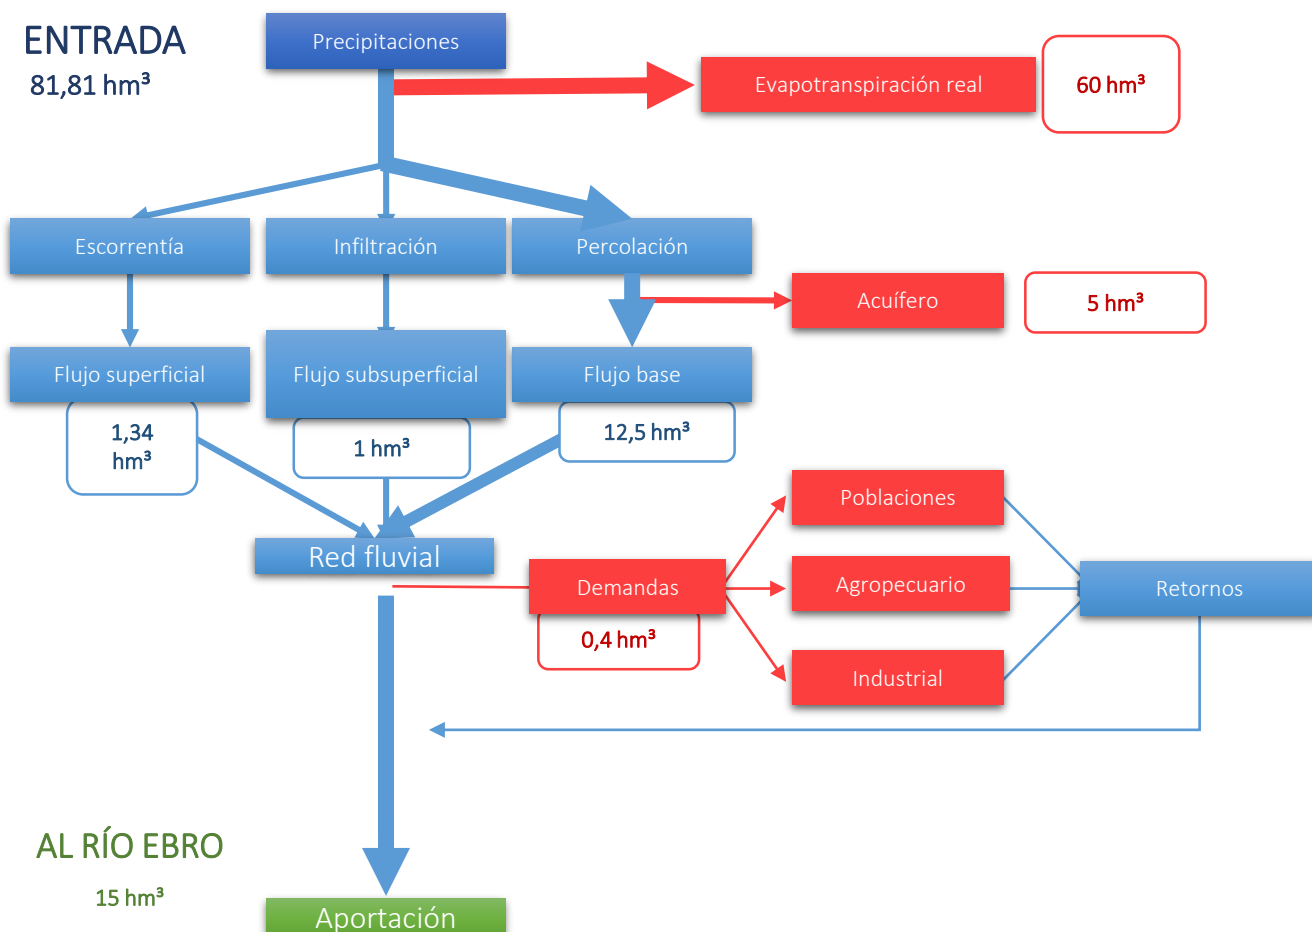 ENTRADA
81,81 hm³
Precipitaciones
Evapotranspiración real
60 hm³
Escorrentía
Infiltración
Percolación
Acuífero
5 hm³
Flujo superficial
Flujo subsuperficial
Flujo base
1,34
hm³
1 hm³
12,5 hm³
Red fluvial
Demandas
0,4 hm³
Poblaciones
Agropecuario
Industrial
Retornos
AL RÍO EBRO
15 hm³
Aportación